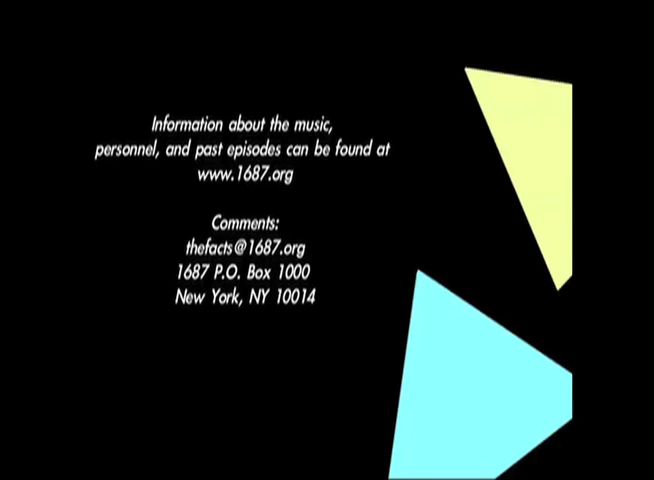 Information about the music,
personnel, and past episodes can be found at
www.1687.org
Comments:
thefacts@1687.org
1687 P.O. Box 1000
New York, NY 10014